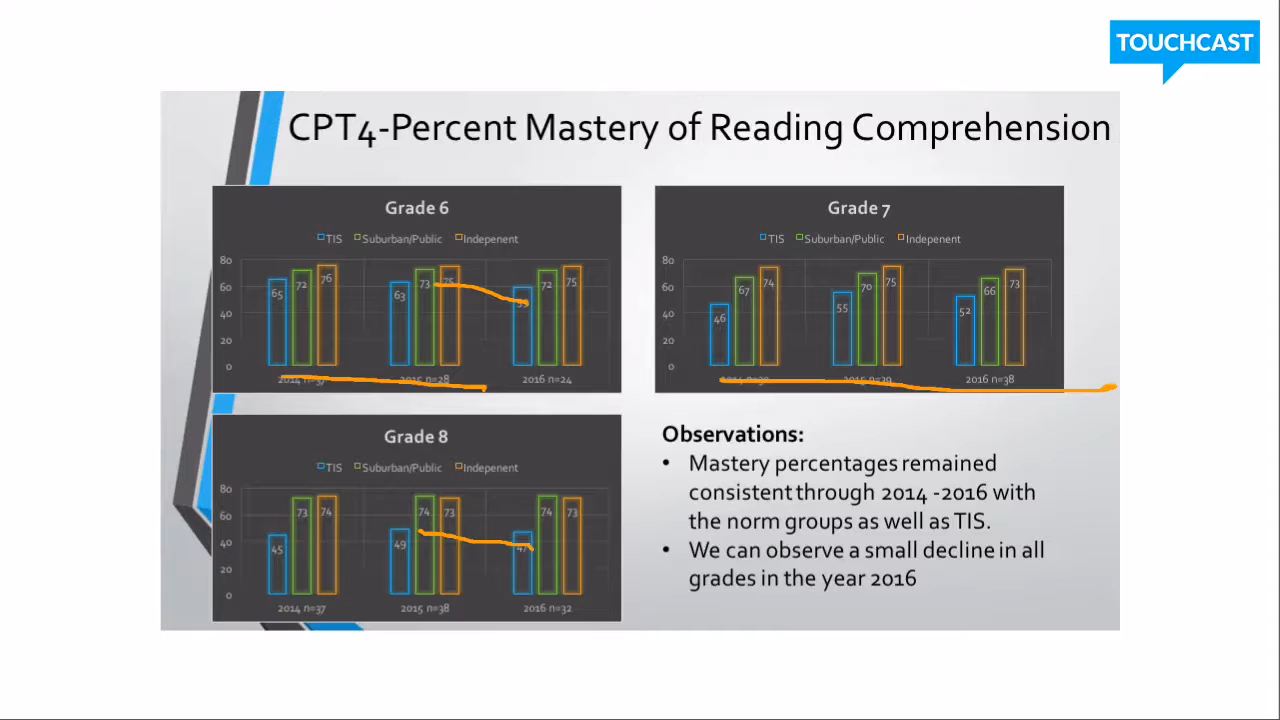 TOUCHCAST
CPT4-Percent Mastery of Reading Comprehension
Grade 6
TIS Suburban/Public Indepenent
80
60
40
20
0
65 72 76
63 73 75
72 75
2015 n=28 2016 n=24
Grade 7
TIS Suburban/Public Indepenent
80
60
40
20
0
46 67 74
55 70 75
52 66 73
2016 n=38
Grade 8
TIS Suburban/Public Indepenent
80
60
40
20
0
45 73 74
49 74 73
47 74 73
2014 n=37 2015 n=38 2016 n=32
Observations:
• Mastery percentages remained
consistent through 2014 -2016 with
the norm groups as well as TIS.
• We can observe a small decline in all
grades in the year 2016